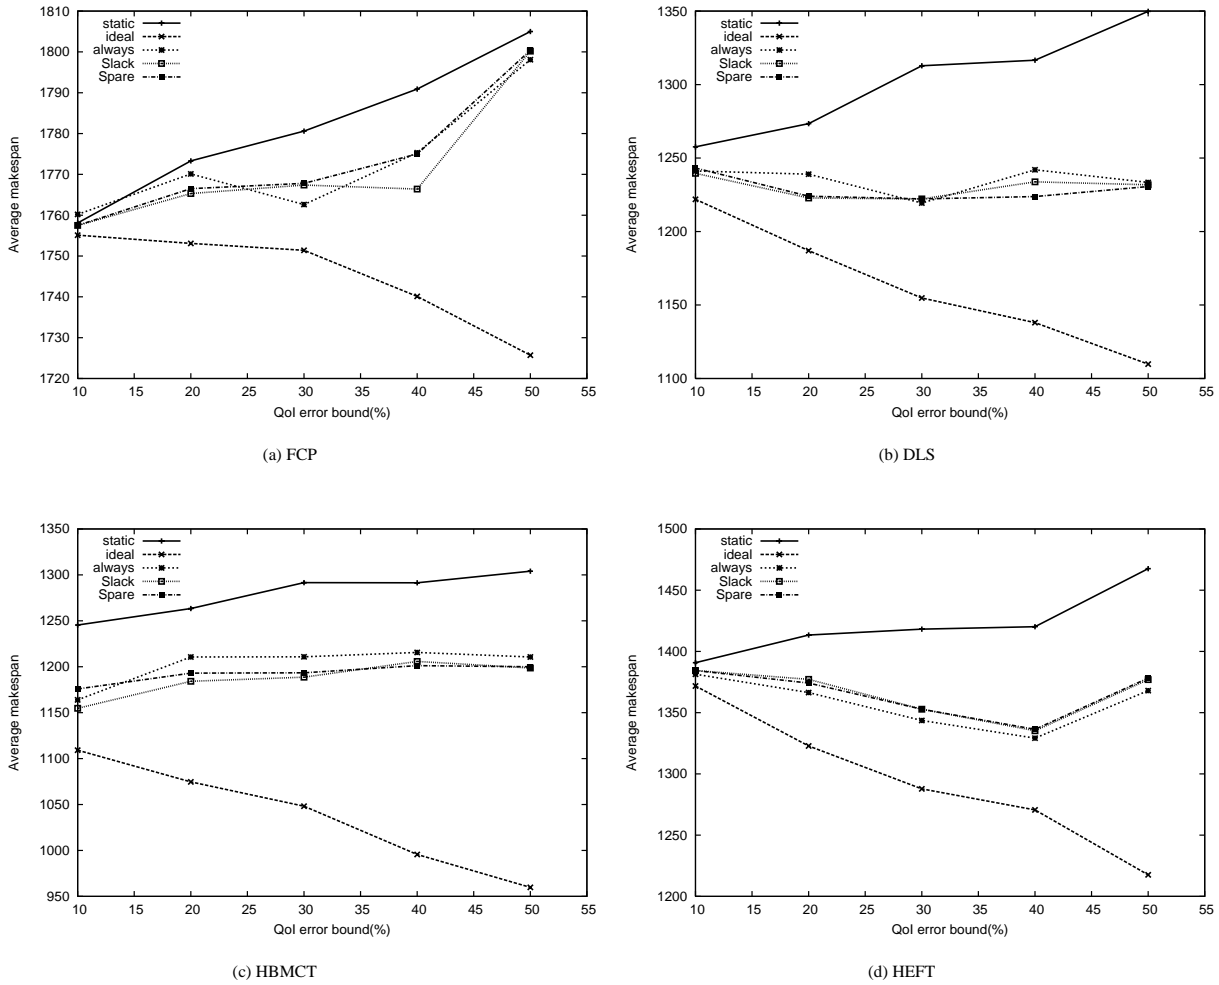 1810
1800
1790
1780
1770
1760
1750
1740
1730
1720
Average makespan
static
ideal
always
Slack
Spare
10 15 20 25 30 35 40 45 50 55
QoI error bound(%)
(a) FCP
1350
1300
1250
1200
1150
1100
Average makespan
static
ideal
always
Slack
Spare
10 15 20 25 30 35 40 45 50 55
QoI error bound(%)
(b) DLS
1350
1300
1250
1200
1150
1100
1050
1000
950
Average makespan
static
ideal
always
Slack
Spare
10 15 20 25 30 35 40 45 50 55
QoI error bound(%)
(c) HBMCT
1500
1450
1400
1350
1300
1250
1200
Average makespan
static
ideal
always
Slack
Spare
10 15 20 25 30 35 40 45 50 55
QoI error bound(%)
(d) HEFT